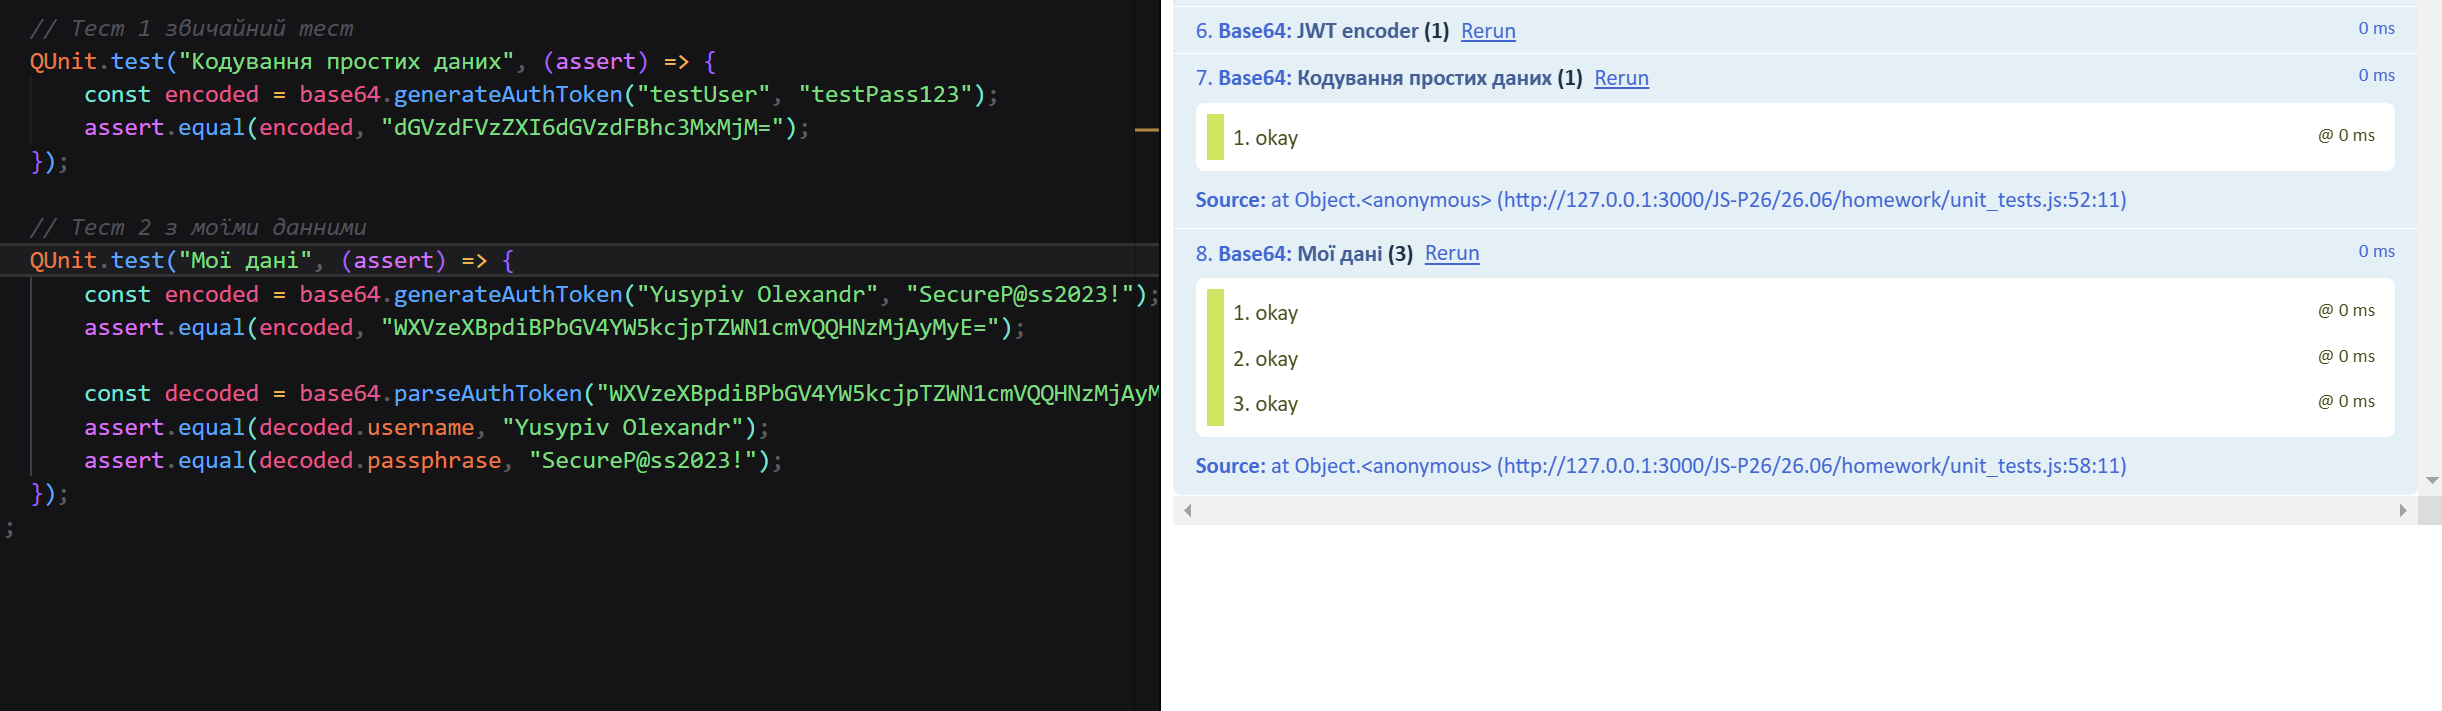 // Тест 1 звичайний тест
QUnit.test("Кодування простих даних", (assert) => {
const encoded = base64.generateAuthToken("testUser", "testPass123");
assert.equal(encoded, "dGVzdFVzZXI6dGVzdFBhc3MxMjM=");
});
// Тест 2 з моїми данними
QUnit.test("Мої дані", (assert) => {
const encoded = base64.generateAuthToken("Yusypiv Olexandr", "SecureP@ss2023!");
assert.equal(encoded, "WXVzeXBpdiBPbGV4YW5kcjpTZWN1cmVQQHNzMjAyMyE=");
const decoded = base64.parseAuthToken("WXVzeXBpdiBPbGV4YW5kcjpTZWN1cmVQQHNzMjAyM
assert.equal(decoded.username, "Yusypiv Olexandr");
assert.equal(decoded.passphrase, "SecureP@ss2023!");
});
;
6. Base64: JWT encoder (1) Rerun 0 ms
7. Base64: Кодування простих даних (1) Rerun 0 ms
1. okay @ 0 ms
Source: at Object.<anonymous> (http://127.0.0.1:3000/JS-P26/26.06/homework/unit_tests.js:52:11)
8. Base64: Мої дані (3) Rerun 0 ms
1. okay @ 0 ms
2. okay @ 0 ms
3. okay @ 0 ms
Source: at Object.<anonymous> (http://127.0.0.1:3000/JS-P26/26.06/homework/unit_tests.js:58:11)